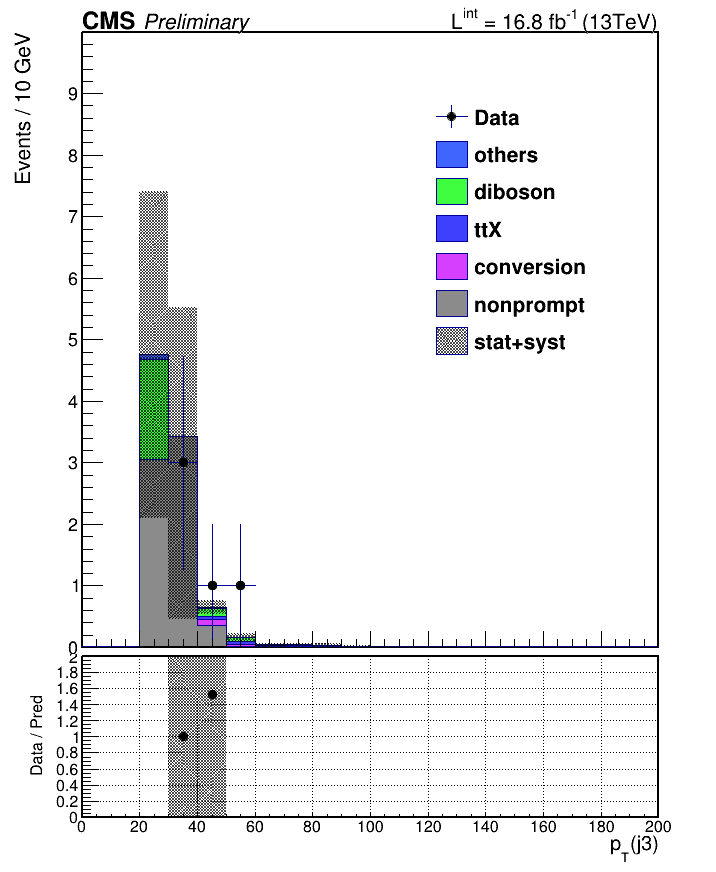 CMS Preliminary L^int = 16.8 fb^-1 (13TeV)
Events / 10 GeV
9
8
7
6
5
4
3
2
1
0
Data
others
diboson
ttX
conversion
nonprompt
stat+syst
Data / Pred
2
1.8
1.6
1.4
1.2
1
0.8
0.6
0.4
0.2
0
0 20 40 60 80 100 120 140 160 180 200
p_T(j3)